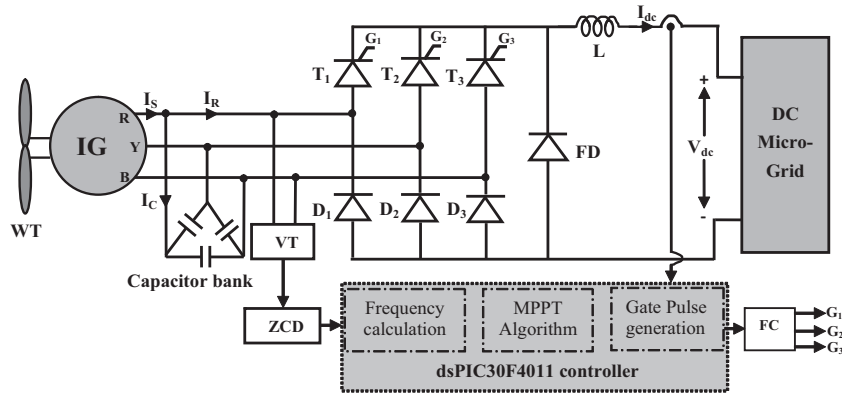 G1
G2
G3
T1
T2
T3
L
Idc
+
Vdc
-
DC
Micro-
Grid
WT
IG
R
Y
B
IS
IR
IC
D1
D2
D3
FD
VT
Capacitor bank
ZCD
Frequency
calculation
MPPT
Algorithm
Gate Pulse
generation
dsPIC30F4011 controller
FC
G1
G2
G3